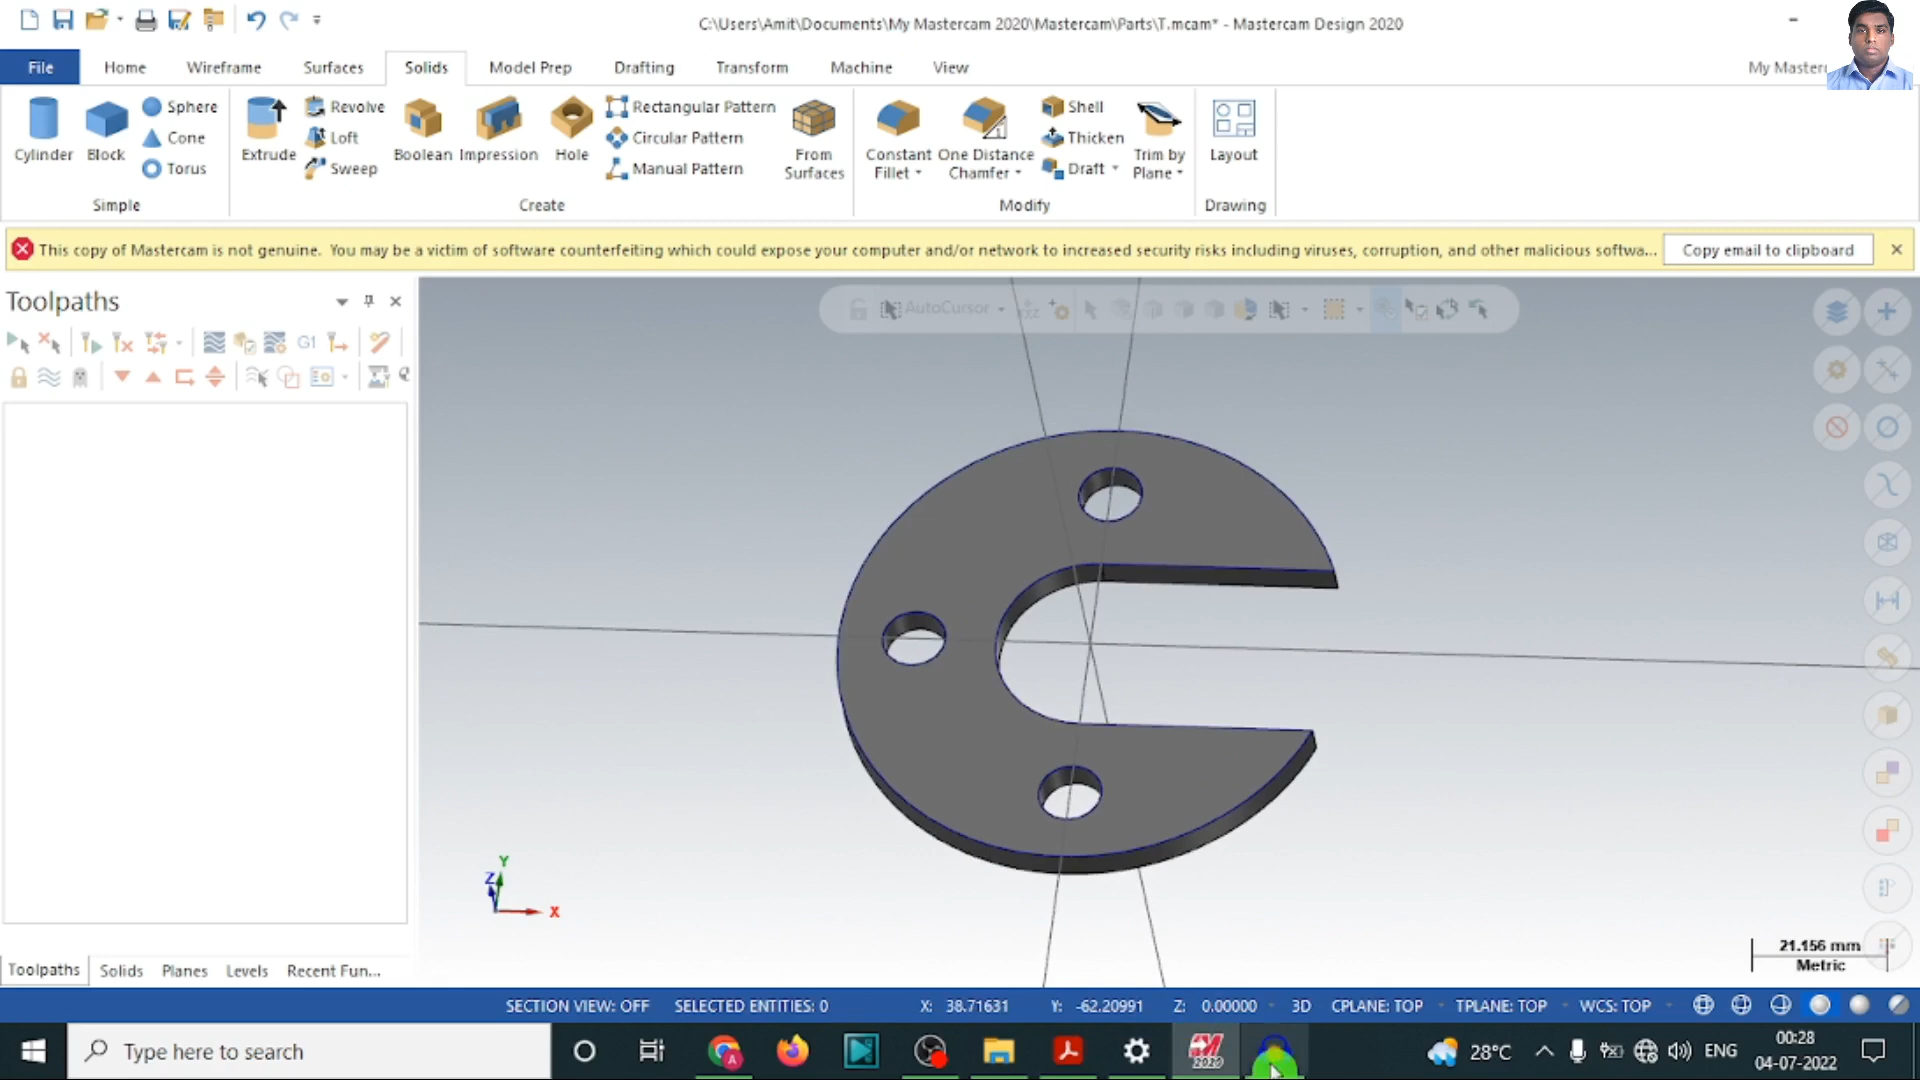 C:\Users\Amit\Documents\My Mastercam 2020\Mastercam\Parts\T.mcam* - Mastercam Design 2020
File Home Wireframe Surfaces Solids Model Prep Drafting Transform Machine View My Master
Cylinder Block Sphere Cone Torus
Simple
Extrude Revolve Loft Sweep Boolean Impression Hole Rectangular Pattern Circular Pattern Manual Pattern From Surfaces
Create
Constant Fillet One Distance Chamfer Shell Thicken Draft Trim by Plane
Modify
Layout
Drawing
This copy of Mastercam is not genuine. You may be a victim of software counterfeiting which could expose your computer and/or network to increased security risks including viruses, corruption, and other malicious softwa... Copy email to clipboard
Toolpaths
AutoCursor
G1
Y
Z
X
21.156 mm
Metric
Toolpaths Solids Planes Levels Recent Fun...
SECTION VIEW: OFF SELECTED ENTITIES: 0 X: 38.71631 Y: -62.20991 Z: 0.00000 3D CPLANE: TOP TPLANE: TOP WCS: TOP
Type here to search
A
2020
28°C
ENG
00:28
04-07-2022